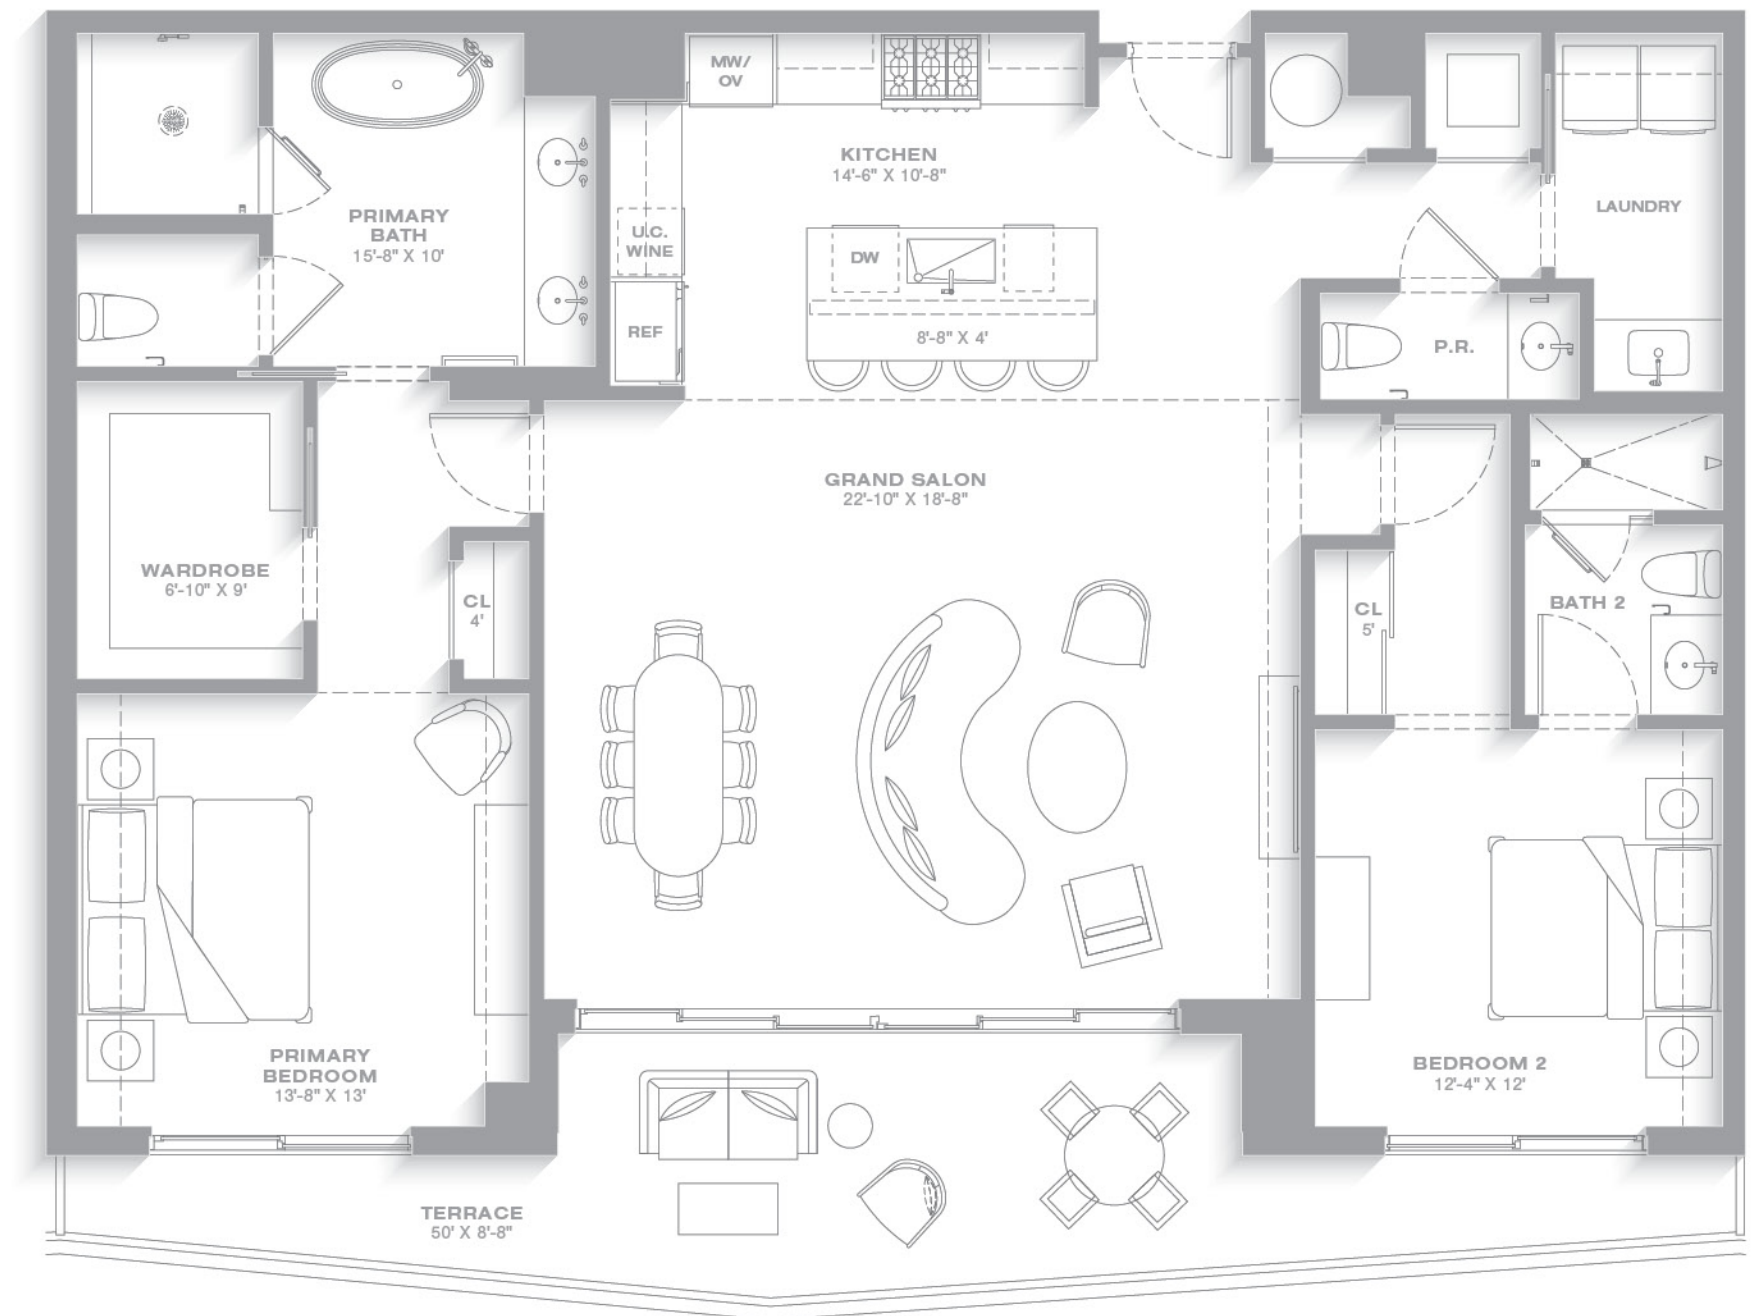 MW/
OV
KITCHEN
14'-6" X 10'-8"
PRIMARY
BATH
15'-8" X 10'
U.C.
WINE
DW
REF
8'-8" X 4'
LAUNDRY
P.R.
GRAND SALON
22'-10" X 18'-8"
WARDROBE
6'-10" X 9'
CL
4'
CL
5'
BATH 2
PRIMARY
BEDROOM
13'-8" X 13'
BEDROOM 2
12'-4" X 12'
TERRACE
50' X 8'-8"